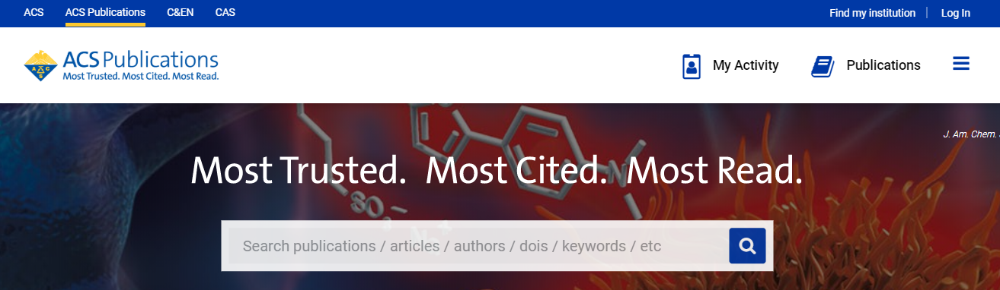 ACS ACS Publications C&EN CAS Find my institution Log In
ACS Publications
Most Trusted. Most Cited. Most Read.
A C S
My Activity Publications
J. Am. Chem.
Most Trusted. Most Cited. Most Read.
N
SO -
N
Search publications / articles / authors / dois / keywords / etc